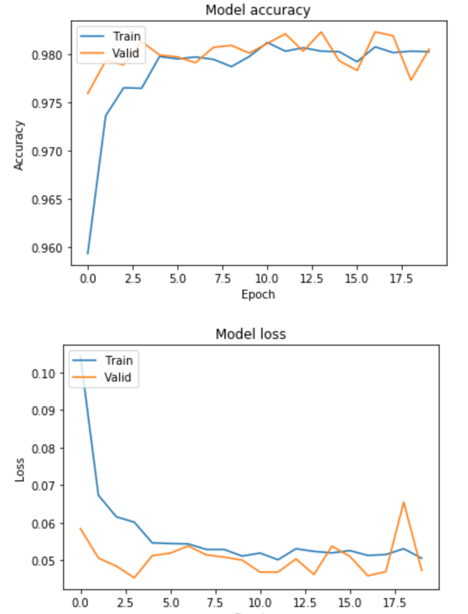 Model accuracy
Train
Valid
0.980
0.975
0.970
0.965
0.960
Accuracy
0.0 2.5 5.0 7.5 10.0 12.5 15.0 17.5
Epoch
Model loss
Train
Valid
0.10
0.09
0.08
0.07
0.06
0.05
Loss
0.0 2.5 5.0 7.5 10.0 12.5 15.0 17.5